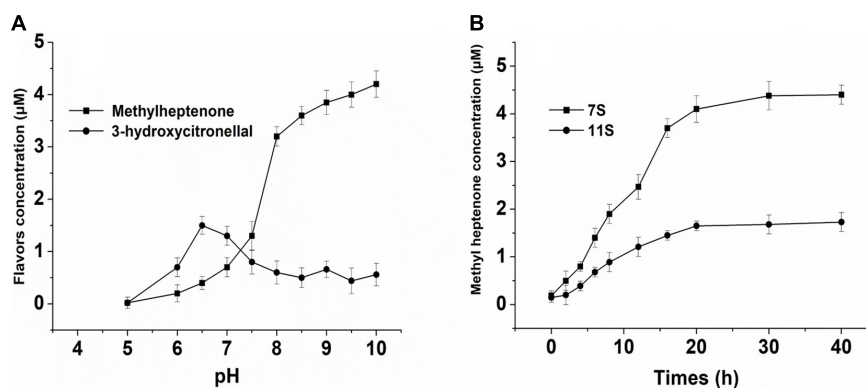 A
5
4
3
2
1
0
Flavors concentration (μM)
Methylheptenone
3-hydroxycitronellal
4 5 6 7 8 9 10
pH
B
5
4
3
2
1
0
Methyl heptenone concentration (μM)
7S
11S
0 10 20 30 40
Times (h)